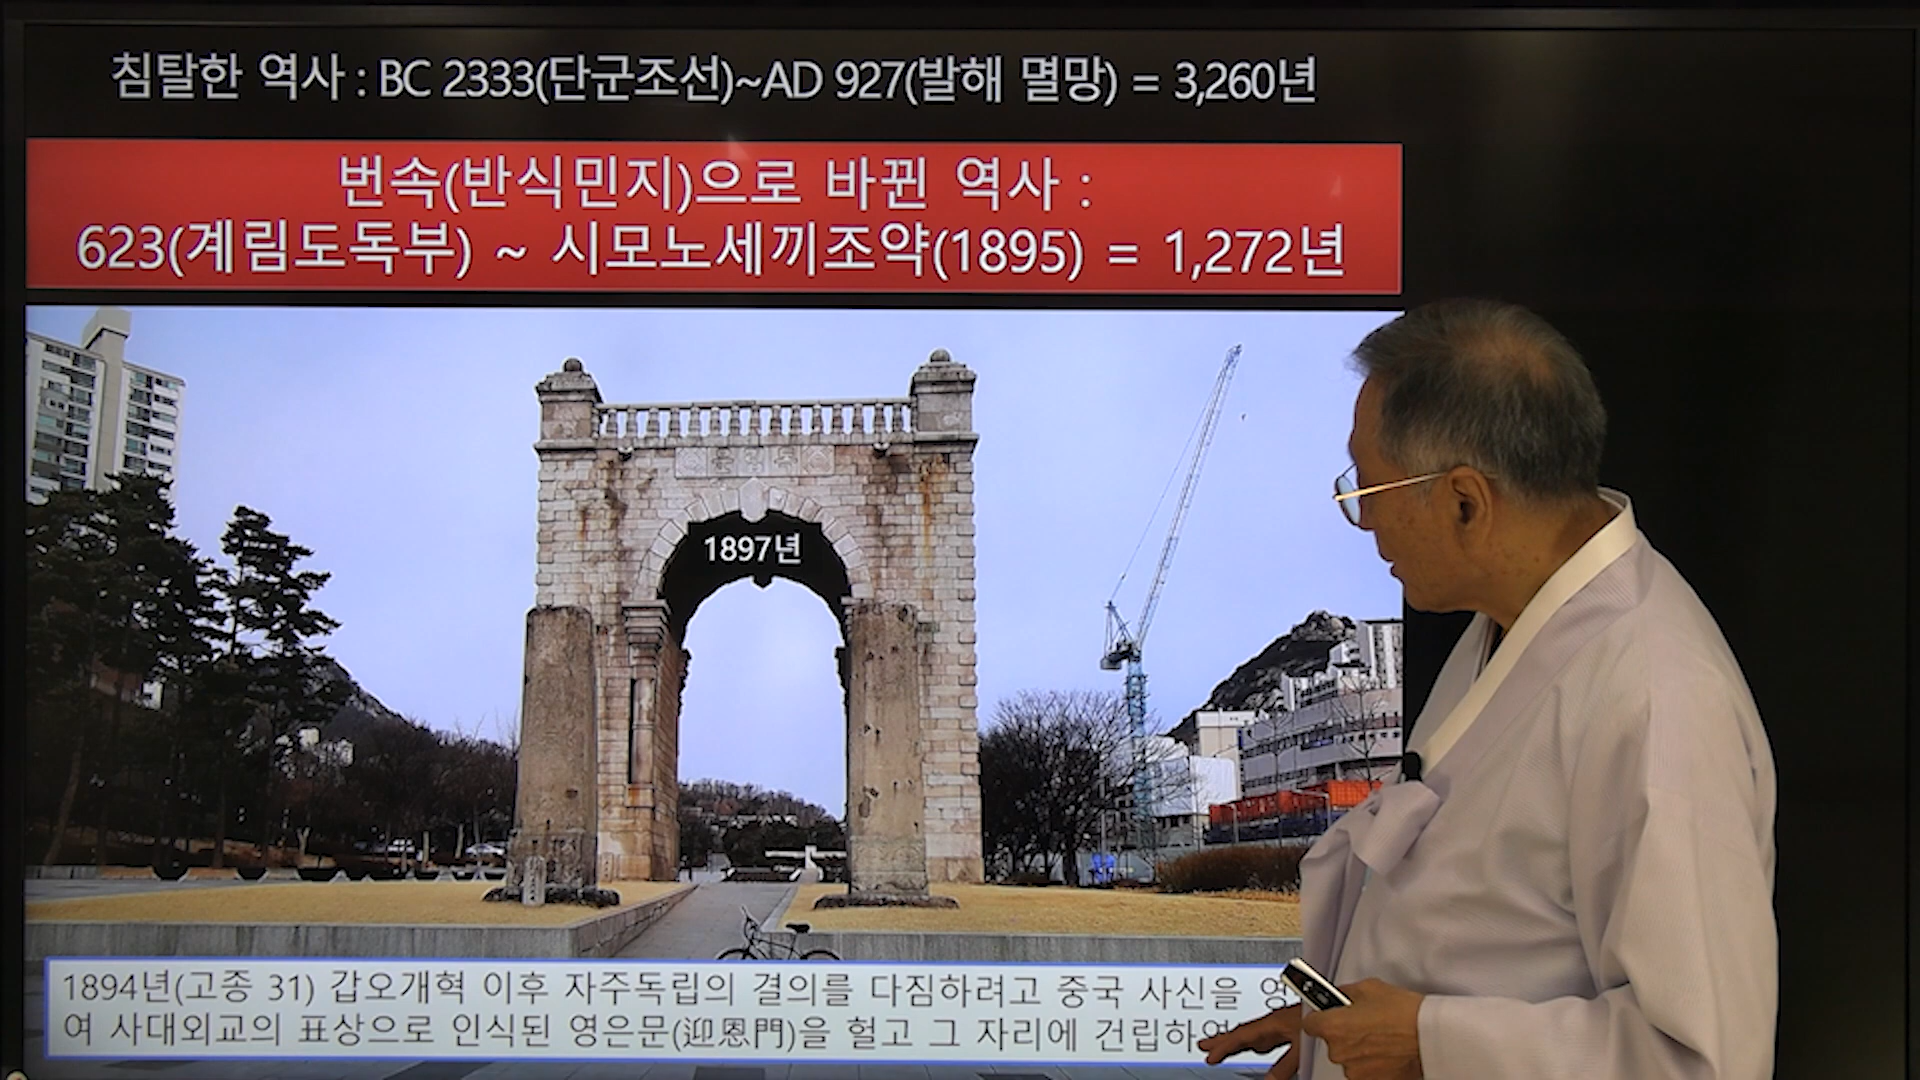 침탈한 역사 : BC 2333(단군조선)~AD 927(발해 멸망) = 3,260년
번속(반식민지)으로 바뀐 역사 :
623(계림도독부) ~ 시모노세끼조약(1895) = 1,272년
문립독
1897년
1894년(고종 31) 갑오개혁 이후 자주독립의 결의를 다짐하려고 중국 사신을
여 사대외교의 표상으로 인식된 영은문(迎恩門)을 헐고 그 자리에 건립하